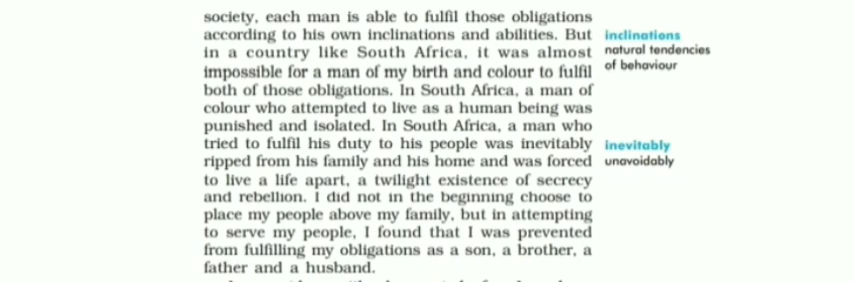 society, each man is able to fulfil those obligations
according to his own inclinations and abilities. But
in a country like South Africa, it was almost
impossible for a man of my birth and colour to fulfil
both of those obligations. In South Africa, a man of
colour who attempted to live as a human being was
punished and isolated. In South Africa, a man who
tried to fulfil his duty to his people was inevitably
ripped from his family and his home and was forced
to live a life apart, a twilight existence of secrecy
and rebellion. I did not in the beginning choose to
place my people above my family, but in attempting
to serve my people, I found that I was prevented
from fulfilling my obligations as a son, a brother, a
father and a husband.
inclinations
natural tendencies
of behaviour
inevitably
unavoidably